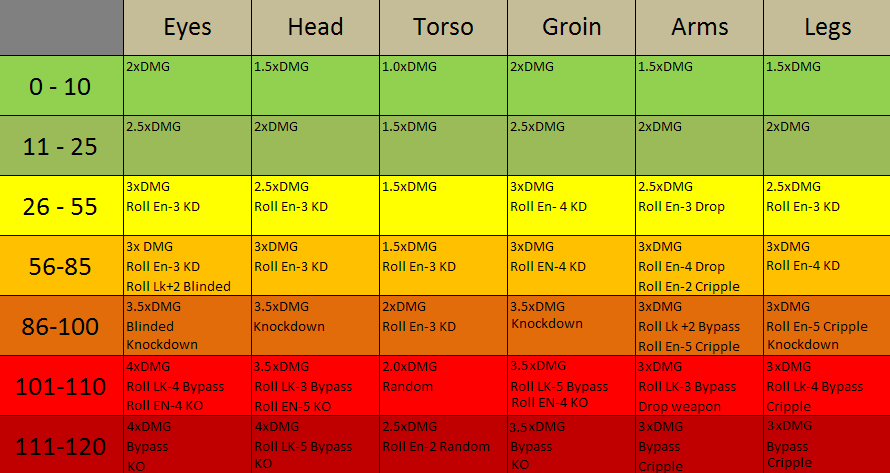 Eyes Head Torso Groin Arms Legs
0 - 10 2xDMG 1.5xDMG 1.0xDMG 2xDMG 1.5xDMG 1.5xDMG
11 - 25 2.5xDMG 2xDMG 1.5xDMG 2.5xDMG 2xDMG 2xDMG
26 - 55 3xDMG 2.5xDMG 1.5xDMG 3xDMG 2.5xDMG 2.5xDMG
Roll En-3 KD Roll En-3 KD Roll En- 4 KD Roll En-3 Drop Roll En-3 KD
56-85 3x DMG 3xDMG 1.5xDMG 3xDMG 3xDMG 3xDMG
Roll En-3 KD Roll En-3 KD Roll En-3 KD Roll EN-4 KD Roll En-4 Drop Roll En-4 KD
Roll Lk+2 Blinded Roll En-2 Cripple
86-100 3.5xDMG 3.5xDMG 2xDMG 3.5xDMG 3xDMG 3xDMG
Blinded Knockdown Roll En-3 KD Knockdown Roll Lk +2 Bypass Roll En-5 Cripple
Knockdown Roll En-5 Cripple Knockdown
101-110 4xDMG 3.5xDMG 2.0xDMG 3.5xDMG 3xDMG 3xDMG
Roll LK-4 Bypass Roll LK-3 Bypass Random Roll LK-5 Bypass Roll LK-3 Bypass Roll Lk-4 Bypass
Roll EN-4 KO Roll EN-5 KO Roll EN-4 KO Drop weapon Cripple
111-120 4xDMG 4xDMG 2.5xDMG 3.5xDMG 3xDMG 3xDMG
Bypass Roll LK-5 Bypass Roll En-2 Random Bypass Bypass Bypass
KO KO KO Cripple Cripple